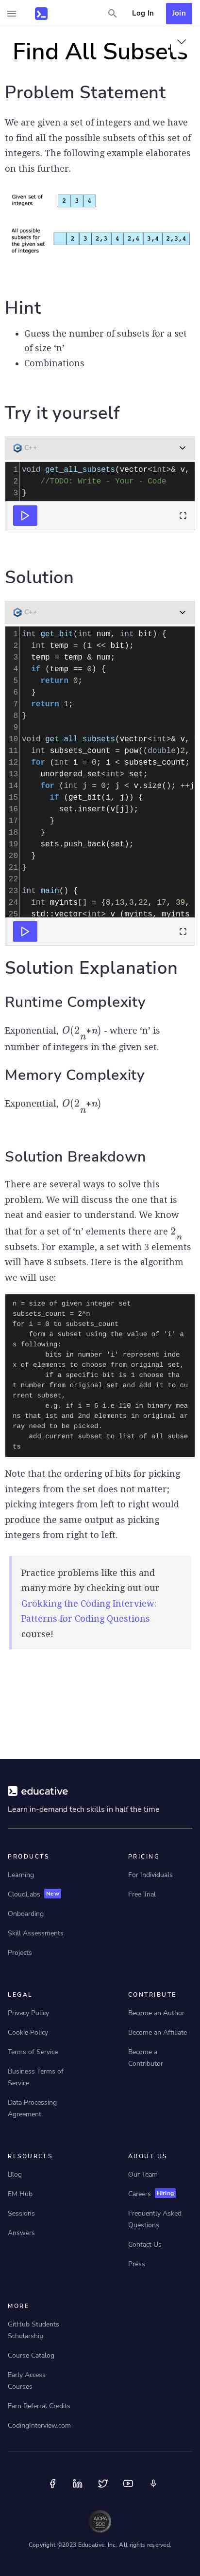 Log In
Join
Find All Subsets
Problem Statement
We are given a set of integers and we have
to find all the possible subsets of this set of
integers. The following example elaborates
on this further.
Given set of
integers
2 3 4
All possible
subsets for
the given set
of integers
2 3 2,3 4 2,4 3,4 2,3,4
Hint
• Guess the number of subsets for a set
of size ‘n’
• Combinations
Try it yourself
C++
1 void get_all_subsets(vector<int>& v,
2 //TODO: Write - Your - Code
3 }
Solution
C++
1 int get_bit(int num, int bit) {
2 int temp = (1 << bit);
3 temp = temp & num;
4 if (temp == 0) {
5 return 0;
6 }
7 return 1;
8 }
9
10 void get_all_subsets(vector<int>& v,
11 int subsets_count = pow((double)2,
12 for (int i = 0; i < subsets_count;
13 unordered_set<int> set;
14 for (int j = 0; j < v.size(); ++j
15 if (get_bit(i, j)) {
16 set.insert(v[j]);
17 }
18 }
19 sets.push_back(set);
20 }
21 }
22
23 int main() {
24 int myints[] = {8,13,3,22, 17, 39,
25 std::vector<int> v (myints, myints
Solution Explanation
Runtime Complexity
Exponential, O(2n∗n) - where ‘n’ is
number of integers in the given set.
Memory Complexity
Exponential, O(2n∗n)
Solution Breakdown
There are several ways to solve this
problem. We will discuss the one that is
neat and easier to understand. We know
that for a set of ‘n’ elements there are 2n
subsets. For example, a set with 3 elements
will have 8 subsets. Here is the algorithm
we will use:
n = size of given integer set
subsets_count = 2^n
for i = 0 to subsets_count
form a subset using the value of 'i' a
s following:
bits in number 'i' represent inde
x of elements to choose from original set,
if a specific bit is 1 choose tha
t number from original set and add it to cu
rrent subset,
e.g. if i = 6 i.e 110 in binary mea
ns that 1st and 2nd elements in original ar
ray need to be picked.
add current subset to list of all subse
ts
Note that the ordering of bits for picking
integers from the set does not matter;
picking integers from left to right would
produce the same output as picking
integers from right to left.
Practice problems like this and
many more by checking out our
Grokking the Coding Interview:
Patterns for Coding Questions
course!
educative
Learn in-demand tech skills in half the time
PRODUCTS
Learning
CloudLabs New
Onboarding
Skill Assessments
Projects
PRICING
For Individuals
Free Trial
LEGAL
Privacy Policy
Cookie Policy
Terms of Service
Business Terms of
Service
Data Processing
Agreement
CONTRIBUTE
Become an Author
Become an Affiliate
Become a
Contributor
RESOURCES
Blog
EM Hub
Sessions
Answers
ABOUT US
Our Team
Careers Hiring
Frequently Asked
Questions
Contact Us
Press
MORE
GitHub Students
Scholarship
Course Catalog
Early Access
Courses
Earn Referral Credits
CodingInterview.com
AICPA
SOC
Copyright ©2023 Educative, Inc. All rights reserved.